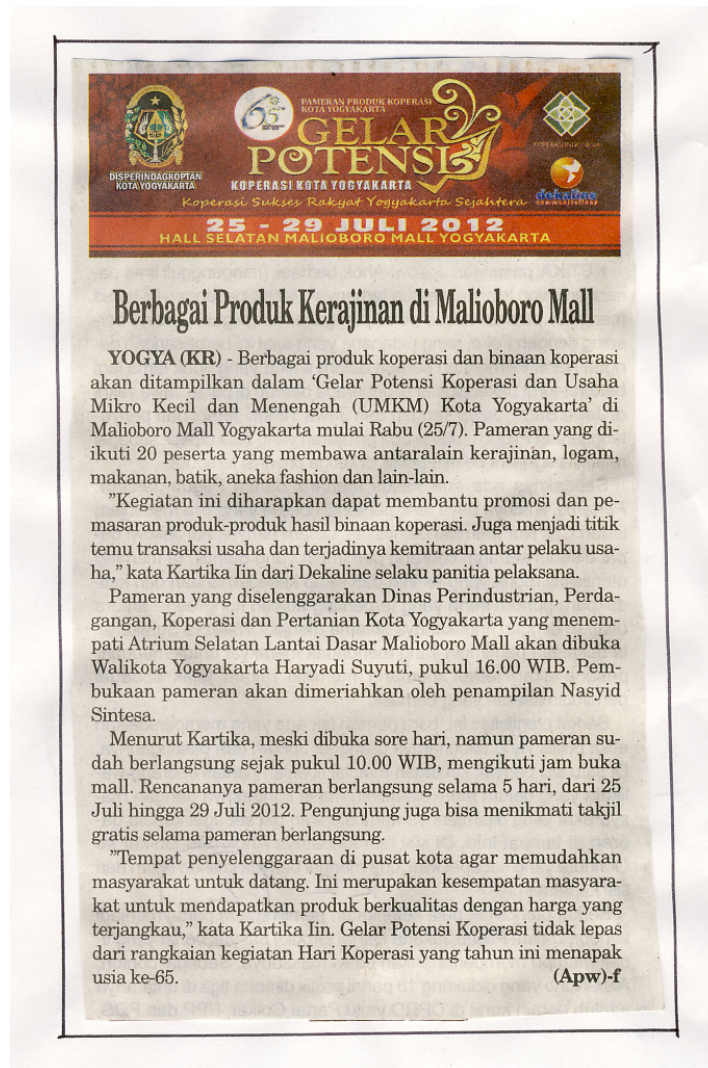 PAMERAN PRODUK KOPERASI
KOTA YOGYAKARTA
65
GELAR
POTENSI
KOPERASI KOTA YOGYAKARTA
DISPERINDAGKOPTAN
KOTA YOGYAKARTA
KOPERASI INDONESIA
dekaline
Koperasi Sukses Rakyat Yogyakarta Sejahtera
25 - 29 JULI 2012
HALL SELATAN MALIOBORO MALL YOGYAKARTA
Berbagai Produk Kerajinan di Malioboro Mall
YOGYA (KR) - Berbagai produk koperasi dan binaan koperasi
akan ditampilkan dalam ‘Gelar Potensi Koperasi dan Usaha
Mikro Kecil dan Menengah (UMKM) Kota Yogyakarta’ di
Malioboro Mall Yogyakarta mulai Rabu (25/7). Pameran yang di-
ikuti 20 peserta yang membawa antaralain kerajinan, logam,
makanan, batik, aneka fashion dan lain-lain.
”Kegiatan ini diharapkan dapat membantu promosi dan pe-
masaran produk-produk hasil binaan koperasi. Juga menjadi titik
temu transaksi usaha dan terjadinya kemitraan antar pelaku usa-
ha,” kata Kartika Iin dari Dekaline selaku panitia pelaksana.
Pameran yang diselenggarakan Dinas Perindustrian, Perda-
gangan, Koperasi dan Pertanian Kota Yogyakarta yang menem-
pati Atrium Selatan Lantai Dasar Malioboro Mall akan dibuka
Walikota Yogyakarta Haryadi Suyuti, pukul 16.00 WIB. Pem-
bukaan pameran akan dimeriahkan oleh penampilan Nasyid
Sintesa.
Menurut Kartika, meski dibuka sore hari, namun pameran su-
dah berlangsung sejak pukul 10.00 WIB, mengikuti jam buka
mall. Rencananya pameran berlangsung selama 5 hari, dari 25
Juli hingga 29 Juli 2012. Pengunjung juga bisa menikmati takjil
gratis selama pameran berlangsung.
”Tempat penyelenggaraan di pusat kota agar memudahkan
masyarakat untuk datang. Ini merupakan kesempatan masyara-
kat untuk mendapatkan produk berkualitas dengan harga yang
terjangkau,” kata Kartika Iin. Gelar Potensi Koperasi tidak lepas
dari rangkaian kegiatan Hari Koperasi yang tahun ini menapak
usia ke-65. (Apw)-f